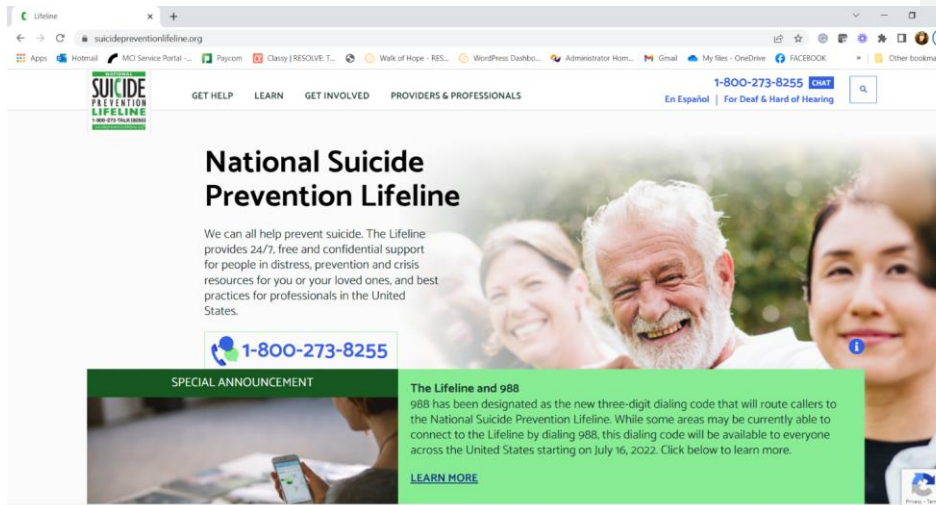 Lifeline
suicidepreventionlifeline.org
Apps Hotmail MCI Service Portal -... Paycom Classy | RESOLVE: T... Walk of Hope - RES... WordPress Dashbo... Administrator Hom... Gmail My files - OneDrive FACEBOOK » Other bookma
NATIONAL
SUICIDE
PREVENTION
LIFELINE
1-800-273-TALK (8255)
GET HELP LEARN GET INVOLVED PROVIDERS & PROFESSIONALS
1-800-273-8255 CHAT
En Español | For Deaf & Hard of Hearing
National Suicide
Prevention Lifeline
We can all help prevent suicide. The Lifeline
provides 24/7, free and confidential support
for people in distress, prevention and crisis
resources for you or your loved ones, and best
practices for professionals in the United
States.
1-800-273-8255
SPECIAL ANNOUNCEMENT
The Lifeline and 988
988 has been designated as the new three-digit dialing code that will route callers to
the National Suicide Prevention Lifeline. While some areas may be currently able to
connect to the Lifeline by dialing 988, this dialing code will be available to everyone
across the United States starting on July 16, 2022. Click below to learn more.
LEARN MORE
Privacy - Term